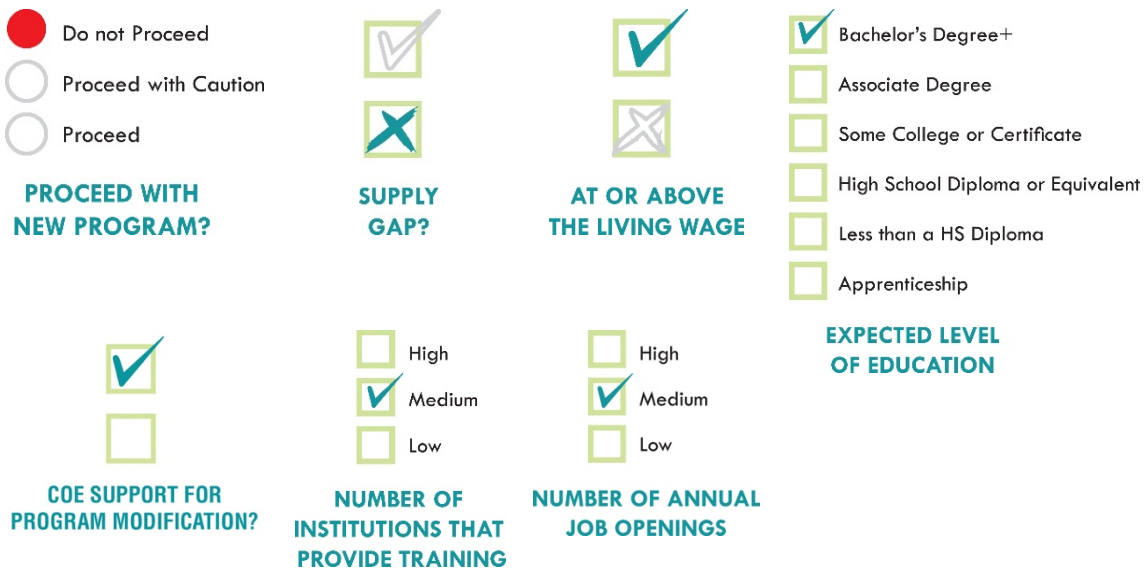 Do not Proceed
Proceed with Caution
Proceed
PROCEED WITH
NEW PROGRAM?
SUPPLY
GAP?
AT OR ABOVE
THE LIVING WAGE
Bachelor's Degree+
Associate Degree
Some College or Certificate
High School Diploma or Equivalent
Less than a HS Diploma
Apprenticeship
EXPECTED LEVEL
OF EDUCATION
COE SUPPORT FOR
PROGRAM MODIFICATION?
High
Medium
Low
NUMBER OF
INSTITUTIONS THAT
PROVIDE TRAINING
High
Medium
Low
NUMBER OF ANNUAL
JOB OPENINGS